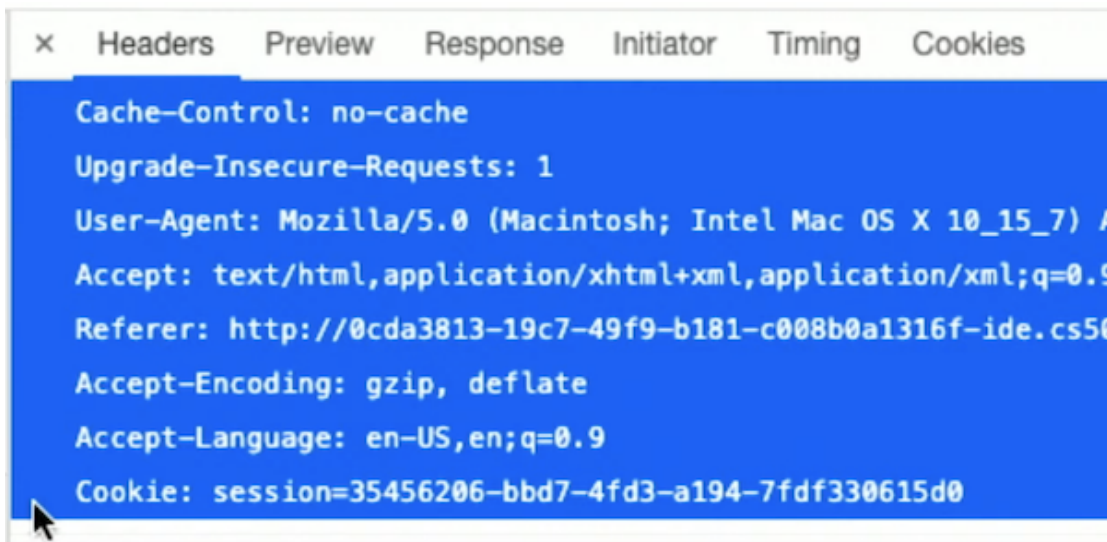 × Headers Preview Response Initiator Timing Cookies
Cache-Control: no-cache
Upgrade-Insecure-Requests: 1
User-Agent: Mozilla/5.0 (Macintosh; Intel Mac OS X 10_15_7) A
Accept: text/html,application/xhtml+xml,application/xml;q=0.9
Referer: http://0cda3813-19c7-49f9-b181-c008b0a1316f-ide.cs50
Accept-Encoding: gzip, deflate
Accept-Language: en-US,en;q=0.9
Cookie: session=35456206-bbd7-4fd3-a194-7fdf330615d0